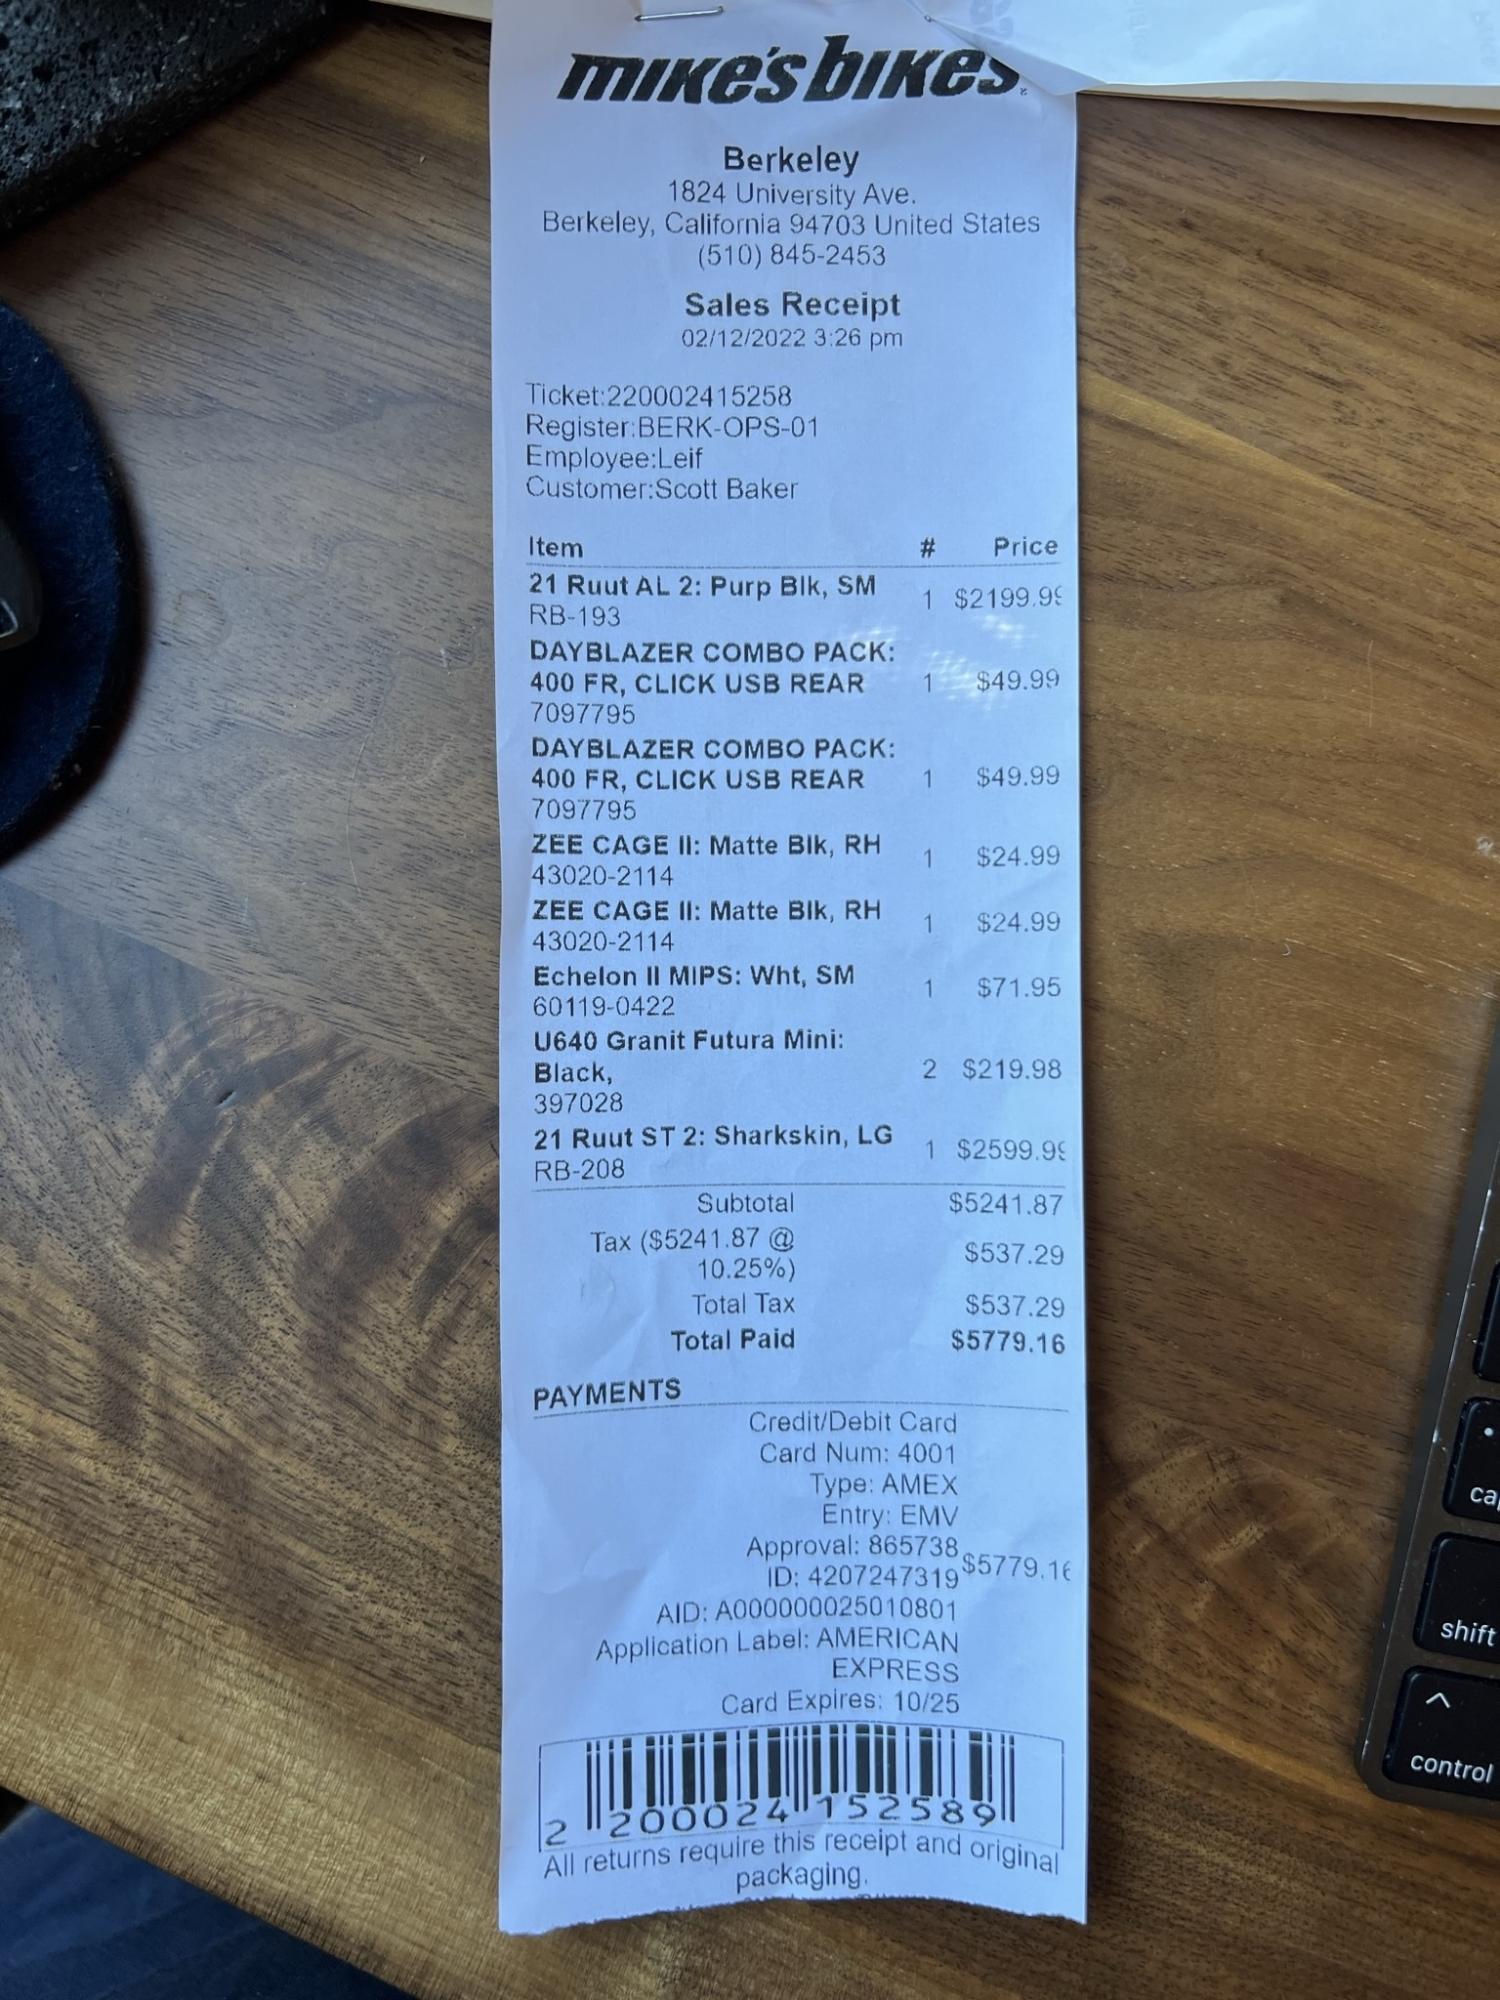 mike's bikes
Berkeley
1824 University Ave.
Berkeley, California 94703 United States
(510) 845-2453
Sales Receipt
02/12/2022 3:26 pm
Ticket:220002415258
Register:BERK-OPS-01
Employee:Leif
Customer:Scott Baker
Item # Price
21 Ruut AL 2: Purp Blk, SM
RB-193
1 $2199.99
DAYBLAZER COMBO PACK:
400 FR, CLICK USB REAR 1 $49.99
7097795
DAYBLAZER COMBO PACK:
400 FR, CLICK USB REAR 1 $49.99
7097795
ZEE CAGE II: Matte Blk, RH
43020-2114
1 $24.99
ZEE CAGE II: Matte Blk, RH
43020-2114
1 $24.99
Echelon II MIPS: Wht, SM
60119-0422
1 $71.95
U640 Granit Futura Mini:
Black, 2 $219.98
397028
21 Ruut ST 2: Sharkskin, LG
RB-208
1 $2599.99
Subtotal $5241.87
Tax ($5241.87 @
10.25%)
$537.29
Total Tax $537.29
Total Paid $5779.16
PAYMENTS
Credit/Debit Card
Card Num: 4001
Type: AMEX
Entry: EMV
Approval: 865738
ID: 4207247319
$5779.16
AID: A000000025010801
Application Label: AMERICAN
EXPRESS
Card Expires: 10/25
2 200024 152589
All returns require this receipt and original
packaging.
shift
control